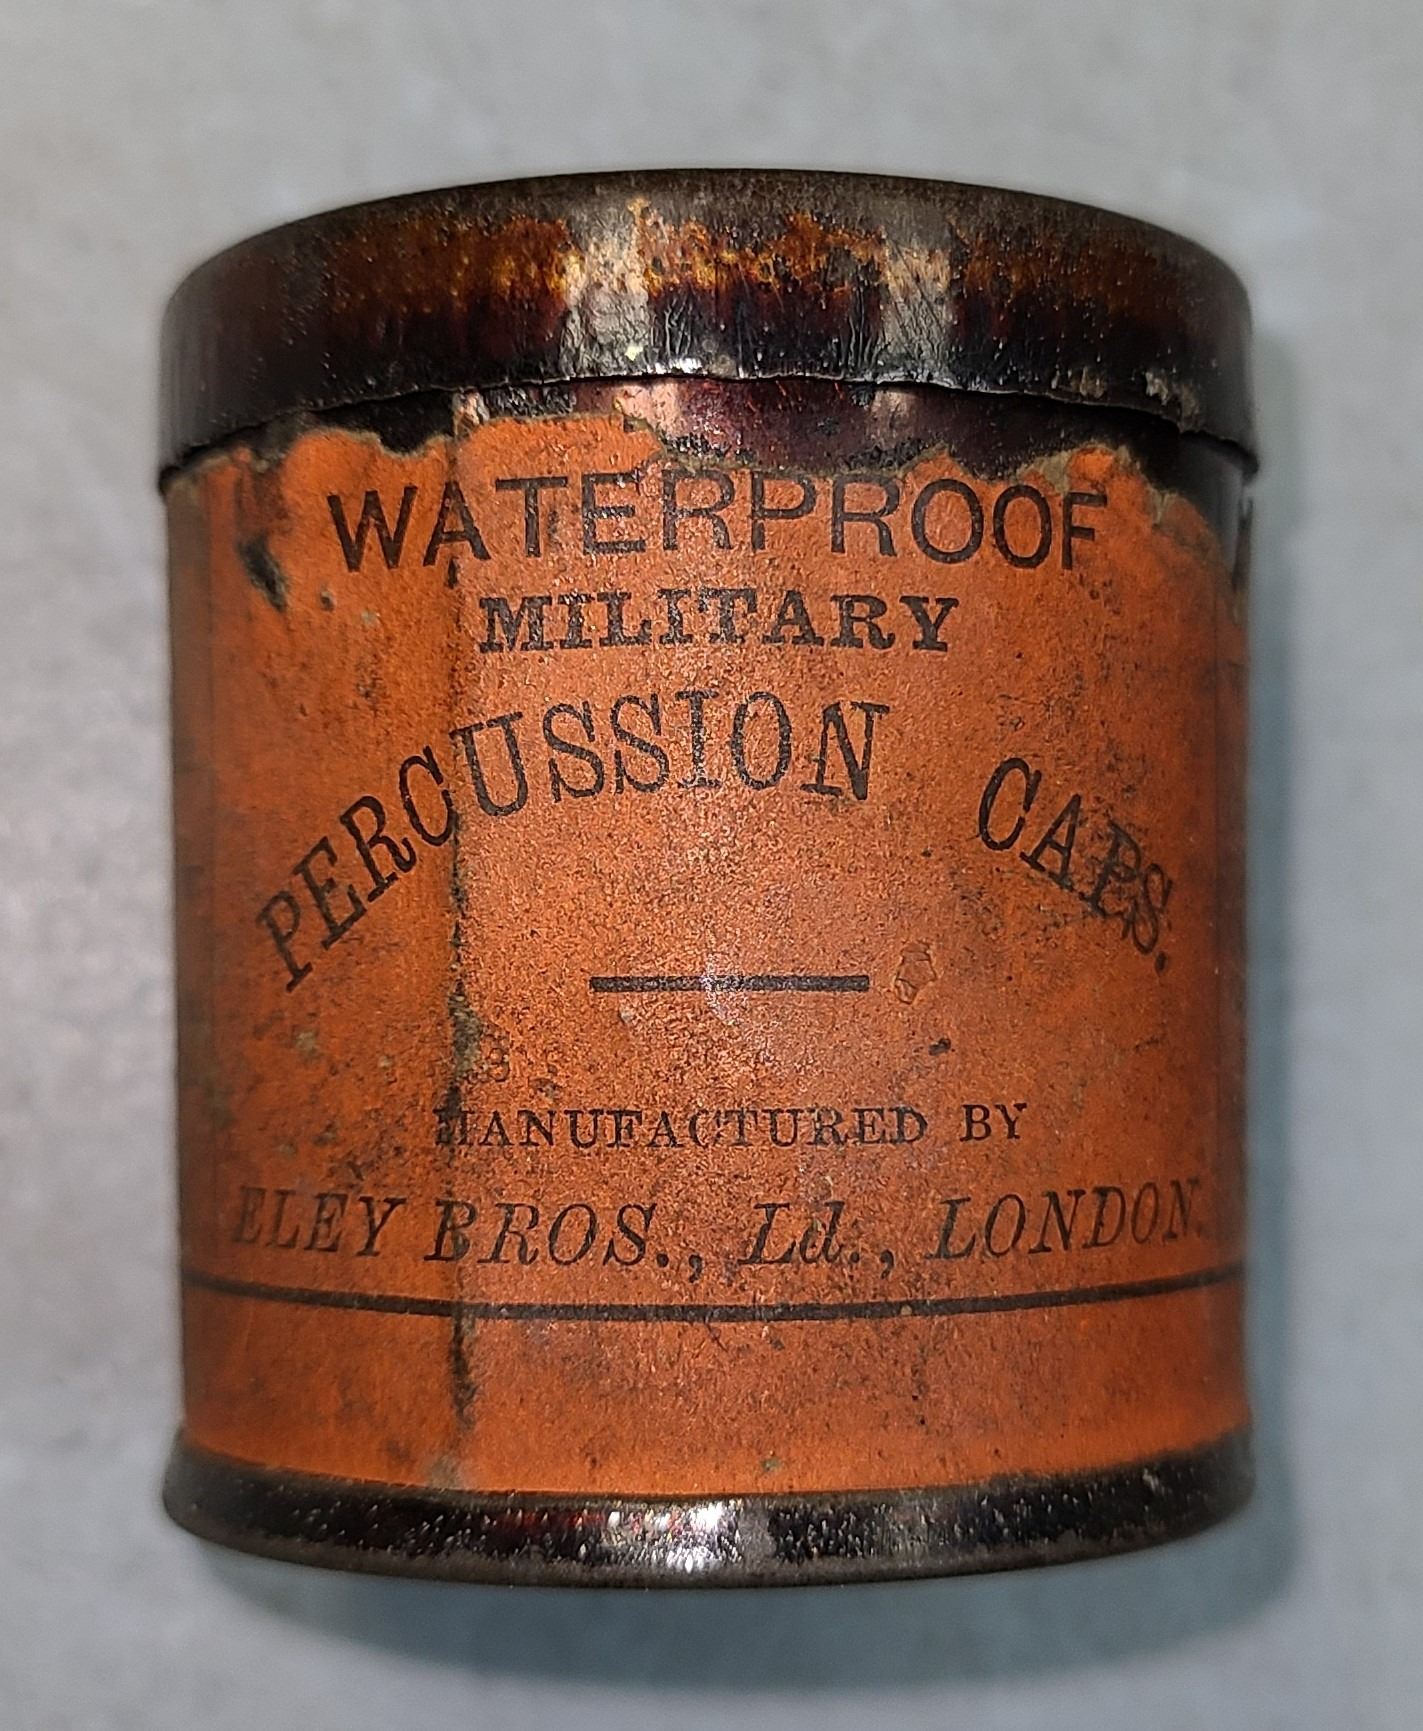 WATERPROOF
MILITARY
PERCUSSION CAPS.
MANUFACTURED BY
ELEY BROS., Ld., LONDON.